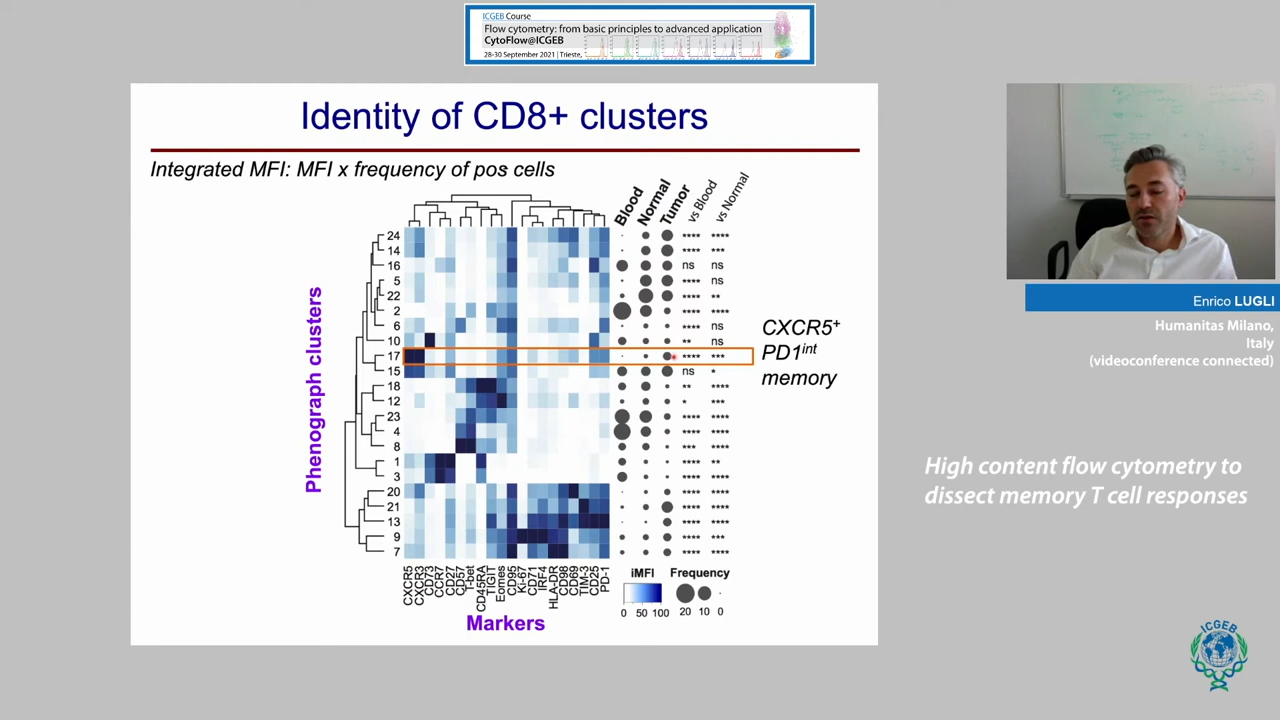 ICGEB Course
Flow cytometry: from basic principles to advanced application
CytoFlow@ICGEB
28-30 September 2021 | Trieste,
Identity of CD8+ clusters
Integrated MFI: MFI x frequency of pos cells
Blood
Normal
Tumor
vs Blood
vs Normal
Phenograph clusters
24 **** ****
14 **** ***
16 ns ns
5 **** ns
22 **** **
2 **** ****
6 **** ns
10 ** ns
17 **** ***
15 ns *
18 ** ****
12 * ***
23 **** ****
4 **** ****
8 *** ****
1 **** **
3 **** ****
20 **** ****
21 **** ****
13 **** ****
9 **** ***
7 **** ****
CXCR5+
PD1int
memory
CXCR5
CXCR3
CD73
CCR7
CD27
CD57
T-bet
CD45RA
TIGIT
Eomes
CD95
Ki-67
CD71
IRF4
HLA-DR
CD98
CD69
TIM-3
CD25
PD-1
Markers
iMFI
0 50 100
Frequency
20 10 0
Enrico LUGLI
Humanitas Milano,
Italy
(videoconference connected)
High content flow cytometry to
dissect memory T cell responses
ICGEB